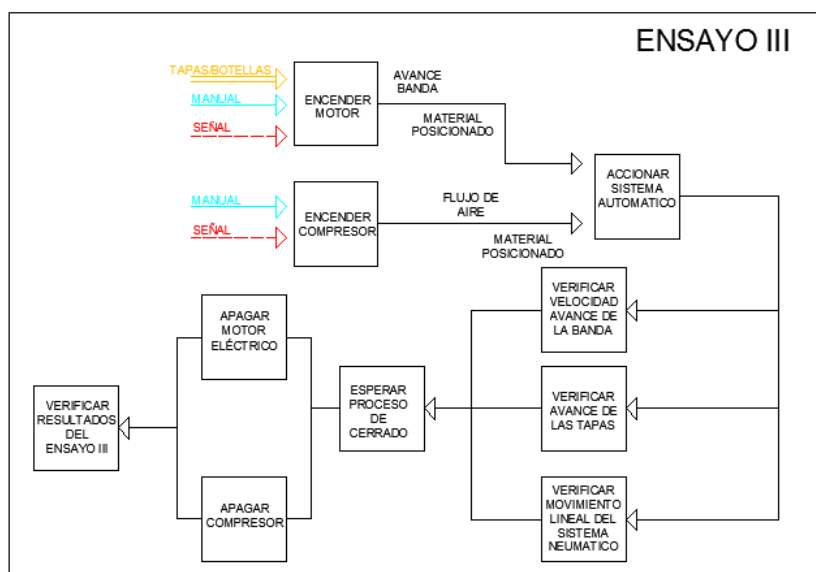 ENSAYO III
TAPAS/BOTELLAS
MANUAL
SEÑAL
ENCENDER
MOTOR
AVANCE
BANDA
MATERIAL
POSICIONADO
MANUAL
SEÑAL
ENCENDER
COMPRESOR
FLUJO DE
AIRE
MATERIAL
POSICIONADO
ACCIONAR
SISTEMA
AUTOMATICO
VERIFICAR
VELOCIDAD
AVANCE DE
LA BANDA
VERIFICAR
AVANCE DE
LAS TAPAS
VERIFICAR
MOVIMIENTO
LINEAL DEL
SISTEMA
NEUMATICO
ESPERAR
PROCESO
DE
CERRADO
APAGAR
MOTOR
ELÉCTRICO
APAGAR
COMPRESOR
VERIFICAR
RESULTADOS
DEL
ENSAYO III